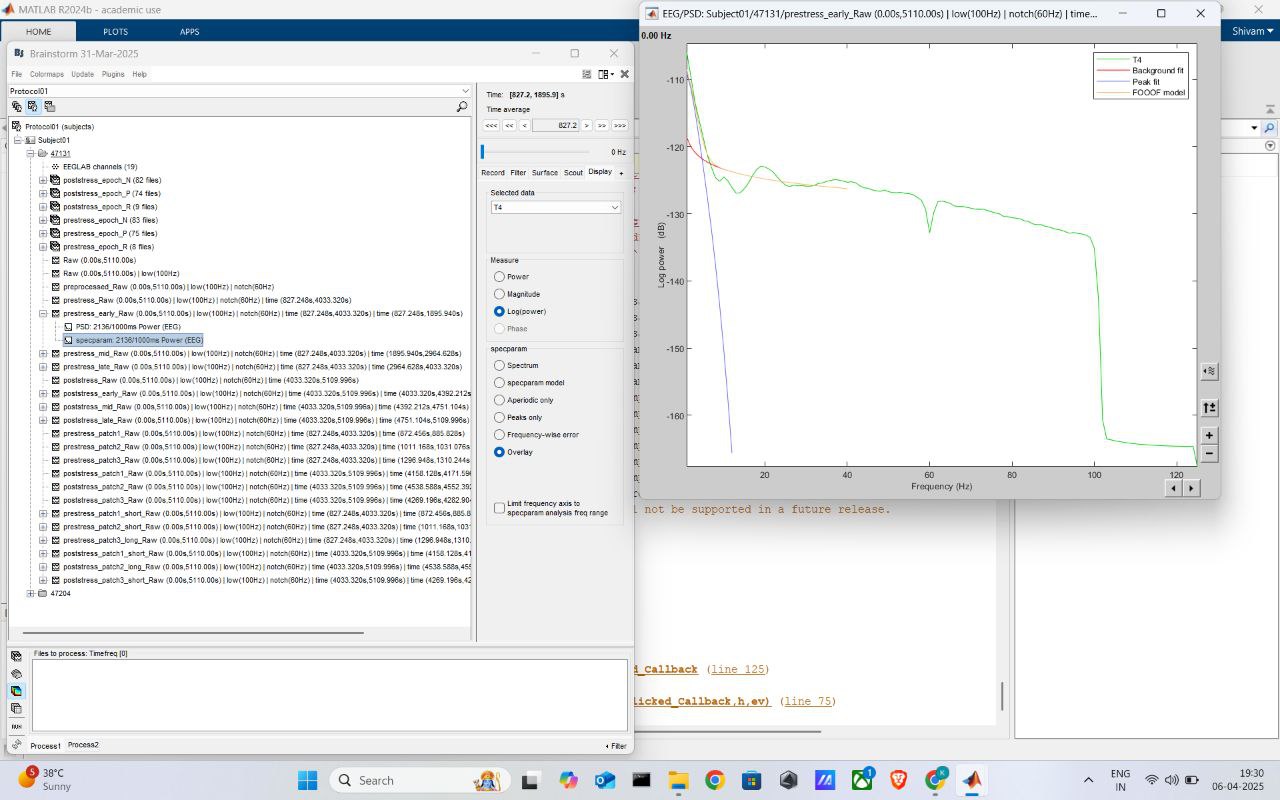 MATLAB R2024b - academic use
HOME
PLOTS
APPS
Shivam
Brainstorm 31-Mar-2025
File
Colormaps
Update
Plugins
Help
Protocol01
Protocol01 (subjects)
Subject01
47131
EEGLAB channels (19)
poststress_epoch_N (82 files)
poststress_epoch_P (74 files)
poststress_epoch_R (9 files)
prestress_epoch_N (83 files)
prestress_epoch_P (75 files)
prestress_epoch_R (8 files)
Raw (0.00s,5110.00s)
Raw (0.00s,5110.00s) | low(100Hz)
preprocessed_Raw (0.00s,5110.00s) | low(100Hz) | notch(60Hz)
prestress_Raw (0.00s,5110.00s) | low(100Hz) | notch(60Hz) | time (827.248s,4033.320s)
prestress_early_Raw (0.00s,5110.00s) | low(100Hz) | notch(60Hz) | time (827.248s,4033.320s) | time (827.248s,1895.940s)
PSD: 2136/1000ms Power (EEG)
specparam: 2136/1000ms Power (EEG)
prestress_mid_Raw (0.00s,5110.00s) | low(100Hz) | notch(60Hz) | time (827.248s,4033.320s) | time (1895.940s,2964.628s)
prestress_late_Raw (0.00s,5110.00s) | low(100Hz) | notch(60Hz) | time (827.248s,4033.320s) | time (2964.628s,4033.320s)
poststress_Raw (0.00s,5110.00s) | low(100Hz) | notch(60Hz) | time (4033.320s,5109.996s)
poststress_early_Raw (0.00s,5110.00s) | low(100Hz) | notch(60Hz) | time (4033.320s,5109.996s) | time (4033.320s,4392.212s
poststress_mid_Raw (0.00s,5110.00s) | low(100Hz) | notch(60Hz) | time (4033.320s,5109.996s) | time (4392.212s,4751.104s)
poststress_late_Raw (0.00s,5110.00s) | low(100Hz) | notch(60Hz) | time (4033.320s,5109.996s) | time (4751.104s,5109.996s)
prestress_patch1_Raw (0.00s,5110.00s) | low(100Hz) | notch(60Hz) | time (827.248s,4033.320s) | time (872.456s,885.828s)
prestress_patch2_Raw (0.00s,5110.00s) | low(100Hz) | notch(60Hz) | time (827.248s,4033.320s) | time (1011.168s,1031.076s
prestress_patch3_Raw (0.00s,5110.00s) | low(100Hz) | notch(60Hz) | time (827.248s,4033.320s) | time (1296.948s,1310.244s
poststress_patch1_Raw (0.00s,5110.00s) | low(100Hz) | notch(60Hz) | time (4033.320s,5109.996s) | time (4158.128s,4171.59
poststress_patch2_Raw (0.00s,5110.00s) | low(100Hz) | notch(60Hz) | time (4033.320s,5109.996s) | time (4538.588s,4552.39
poststress_patch3_Raw (0.00s,5110.00s) | low(100Hz) | notch(60Hz) | time (4033.320s,5109.996s) | time (4269.196s,4282.90
prestress_patch1_short_Raw (0.00s,5110.00s) | low(100Hz) | notch(60Hz) | time (827.248s,4033.320s) | time (872.456s,885.8
prestress_patch2_short_Raw (0.00s,5110.00s) | low(100Hz) | notch(60Hz) | time (827.248s,4033.320s) | time (1011.168s,103
prestress_patch3_long_Raw (0.00s,5110.00s) | low(100Hz) | notch(60Hz) | time (827.248s,4033.320s) | time (1296.948s,1310.
poststress_patch1_short_Raw (0.00s,5110.00s) | low(100Hz) | notch(60Hz) | time (4033.320s,5109.996s) | time (4158.128s,41
poststress_patch2_long_Raw (0.00s,5110.00s) | low(100Hz) | notch(60Hz) | time (4033.320s,5109.996s) | time (4538.588s,455
poststress_patch3_short_Raw (0.00s,5110.00s) | low(100Hz) | notch(60Hz) | time (4033.320s,5109.996s) | time (4269.196s,42
47204
Files to process: Timefreq [0]
RUN
Process1
Process2
Filter
Time: [827.2, 1895.9] s
Time average
<<<
<<
<
827.2
>
>>
>>>
0 Hz
Record
Filter
Surface
Scout
Display
+
Selected data
T4
Measure
Power
Magnitude
Log(power)
Phase
specparam
Spectrum
specparam model
Aperiodic only
Peaks only
Frequency-wise error
Overlay
Limit frequency axis to
specparam analysis freq range
EEG/PSD: Subject01/47131/prestress_early_Raw (0.00s,5110.00s) | low(100Hz) | notch(60Hz) | time...
0.00 Hz
T4
Background fit
Peak fit
FOOOF model
-110
-120
-130
-140
-150
-160
Log power (dB)
20
40
60
80
100
120
Frequency (Hz)
l not be supported in a future release.
d_Callback (line 125)
licked_Callback,h,ev) (line 75)
5
38°C
Sunny
Search
1
K
ENG
IN
19:30
06-04-2025